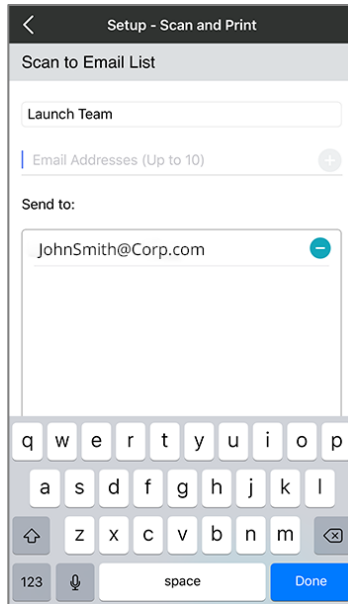 Setup - Scan and Print
Scan to Email List
Launch Team
Email Addresses (Up to 10)
Send to:
JohnSmith@Corp.com
q w e r t y u i o p
a s d f g h j k l
z x c v b n m
123 space Done